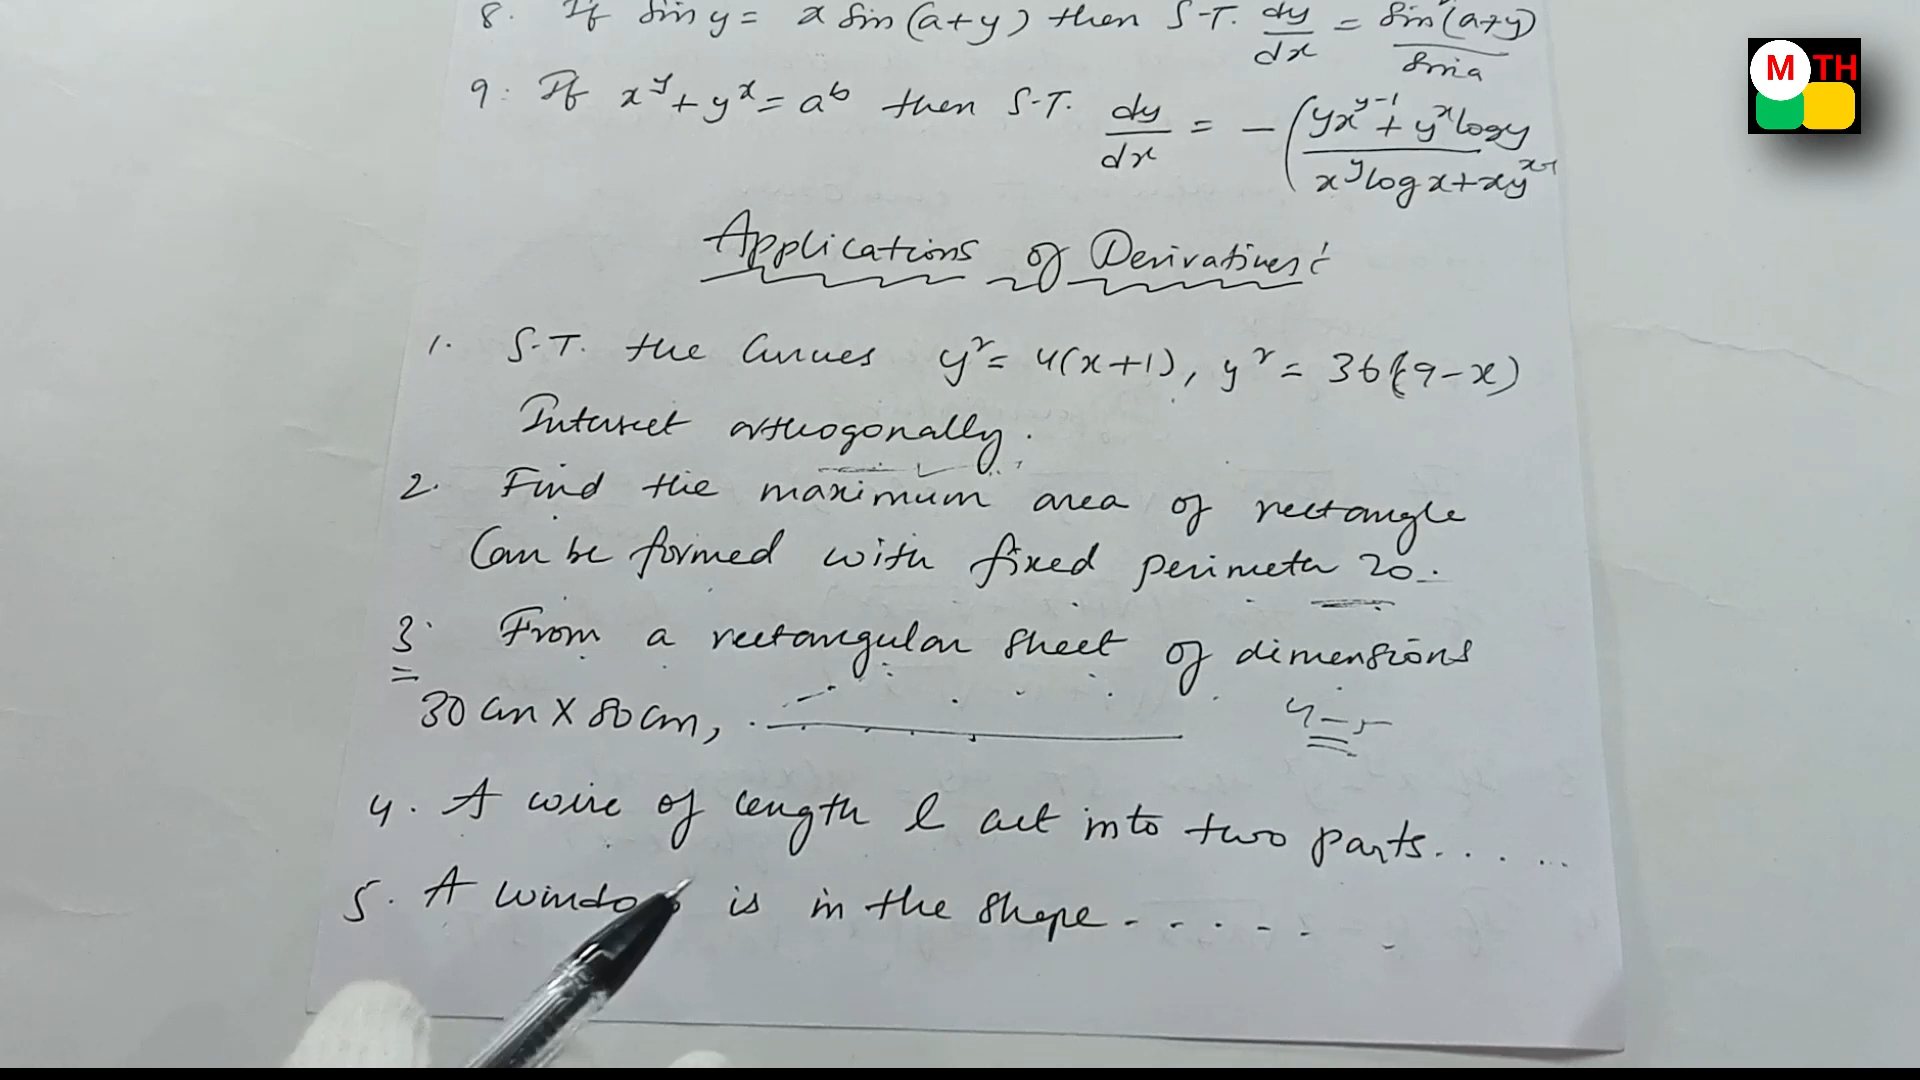 8. If Sin y = x Sin (a+y) then S-T. dy/dx = Sin(a+y)/Sin a
9. If x^y + y^x = a^b then S-T. dy/dx = - (yx^y-1 + y^x log y / x^y log x + xy^x-1
Applications of Derivatives:
1. S-T. the Curves y² = 4(x+1), y² = 36(9-x)
Intersect orthogonally.
2. Find the maximum area of rectangle
Can be formed with fixed perimeter 20.
3. From a rectangular sheet of dimensions
30 cm X 80 cm,
4. A wire of length l cut into two parts......
5. A window is in the shape - . . . . - - . -
M TH